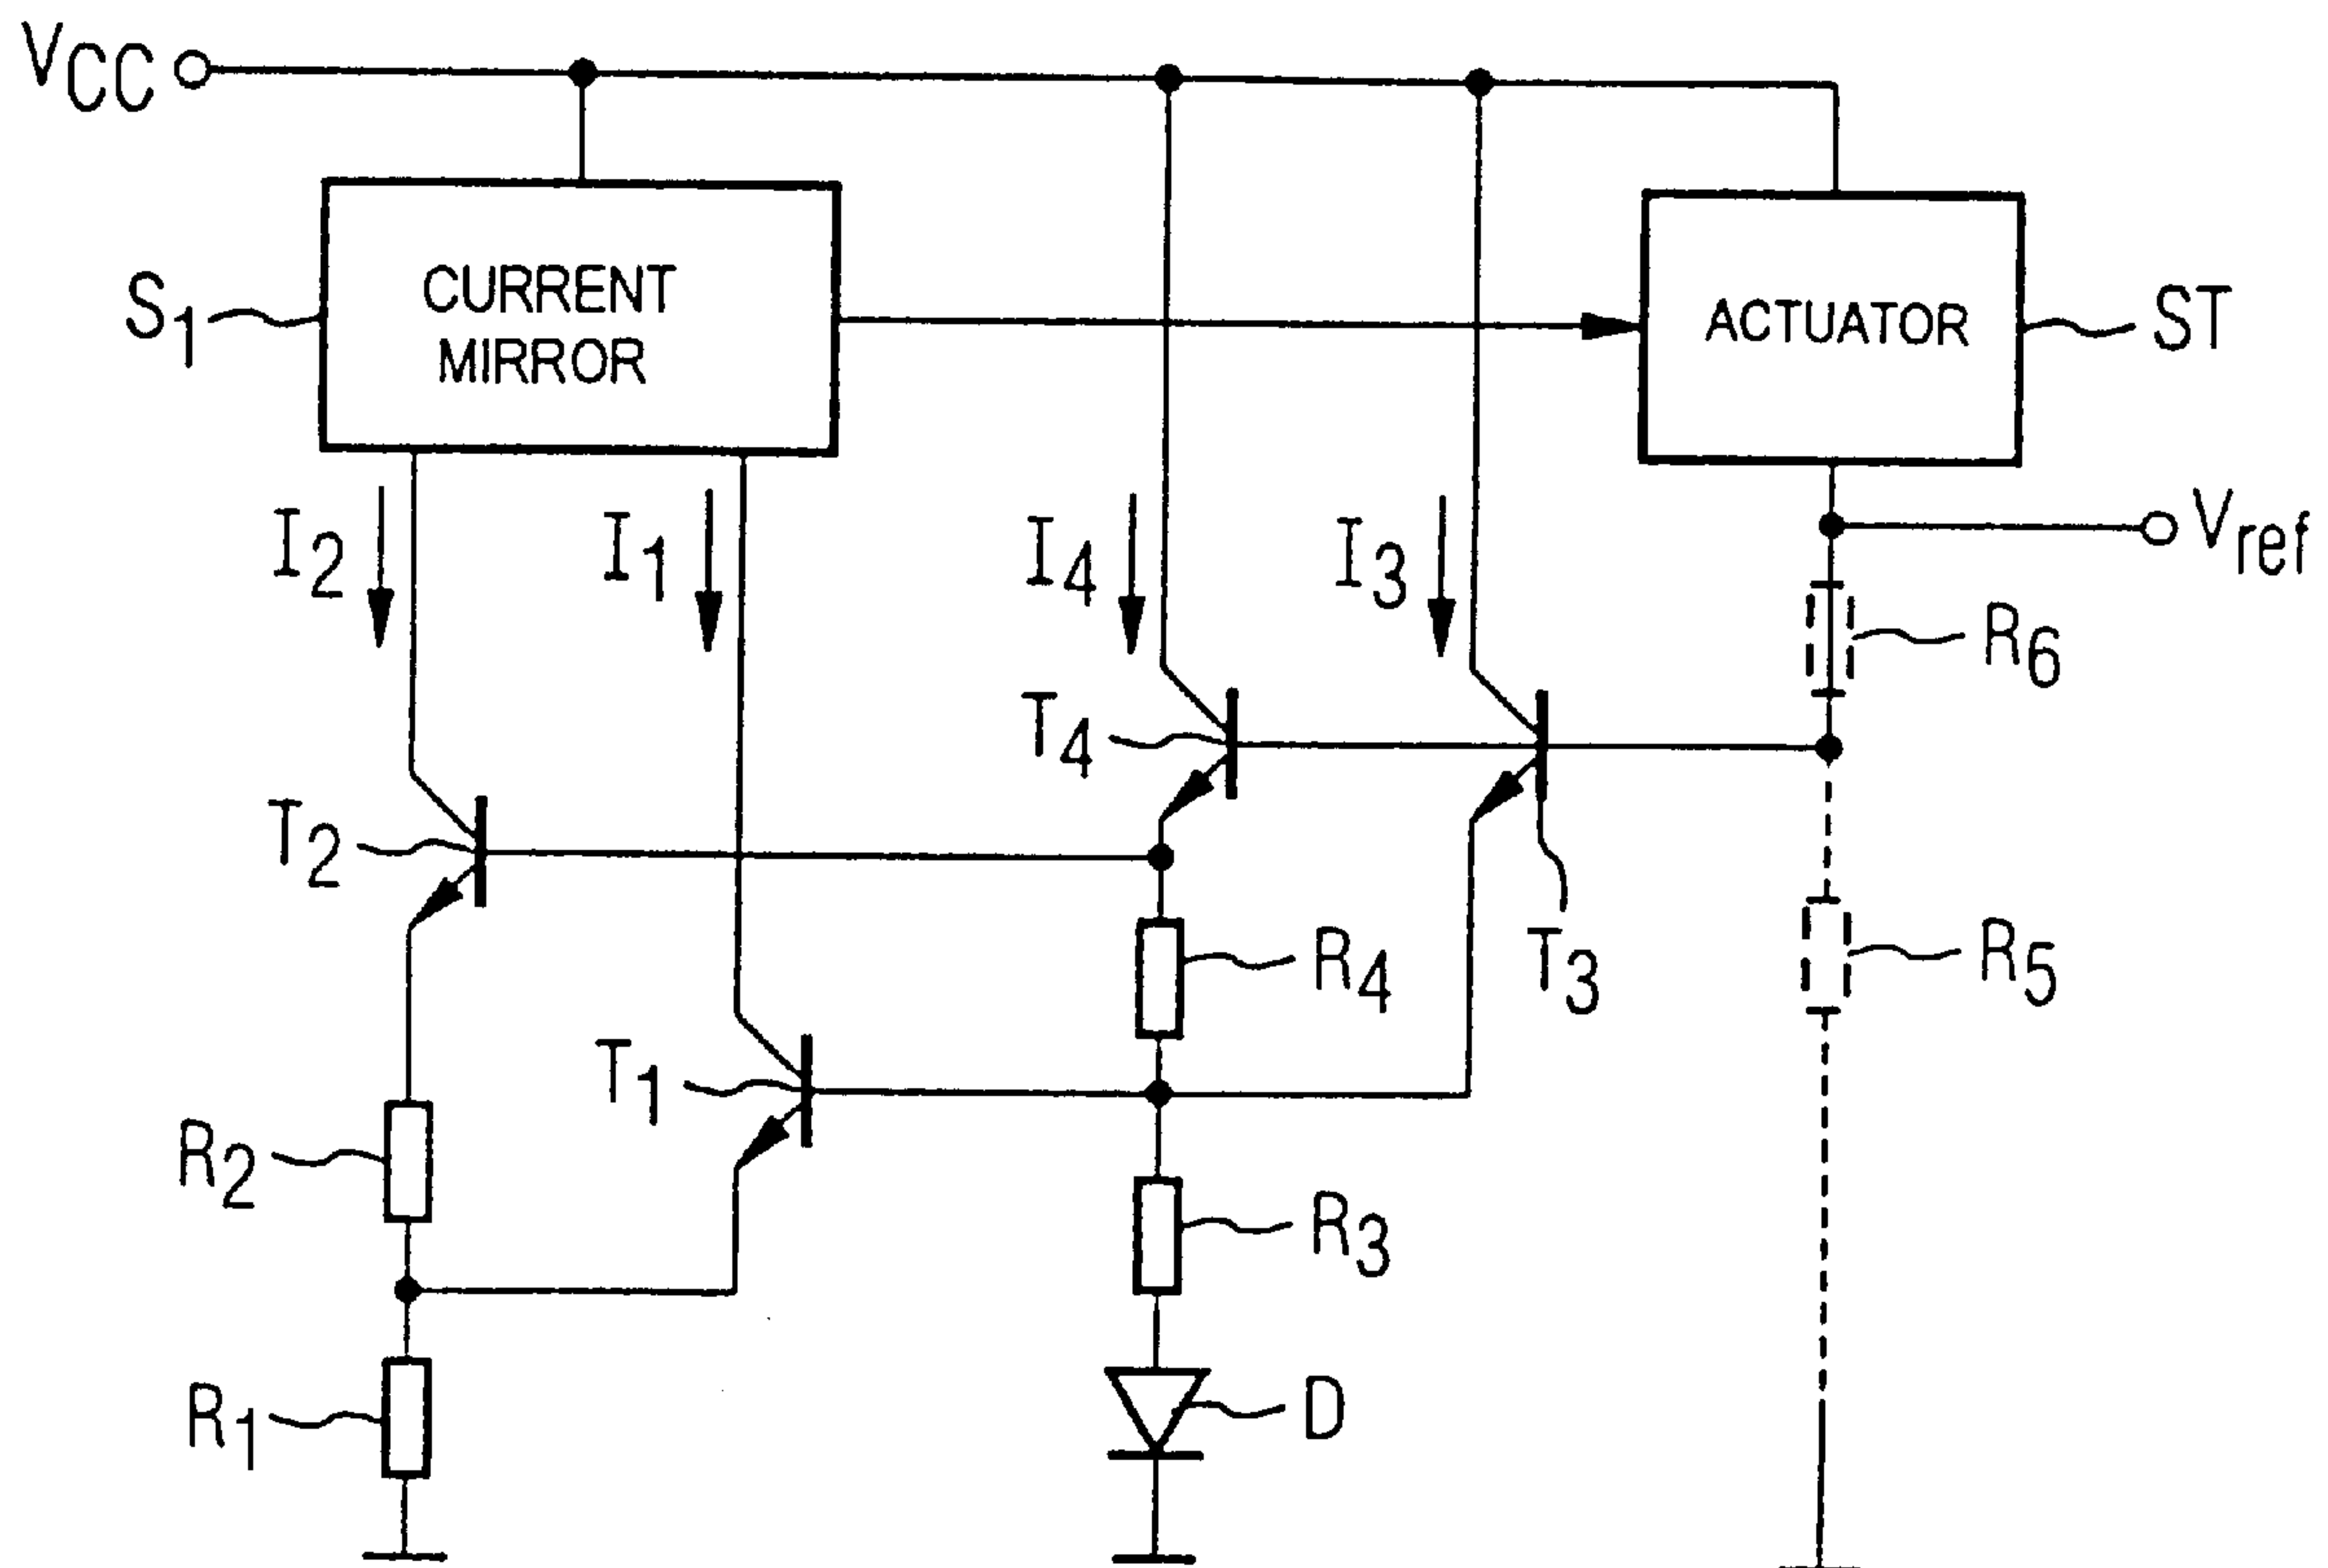 VCC
CURRENT
MIRROR
S1
ACTUATOR
ST
I2
I1
I4
I3
Vref
R6
T4
T2
R4
T3
R5
T1
R2
R3
R1
D